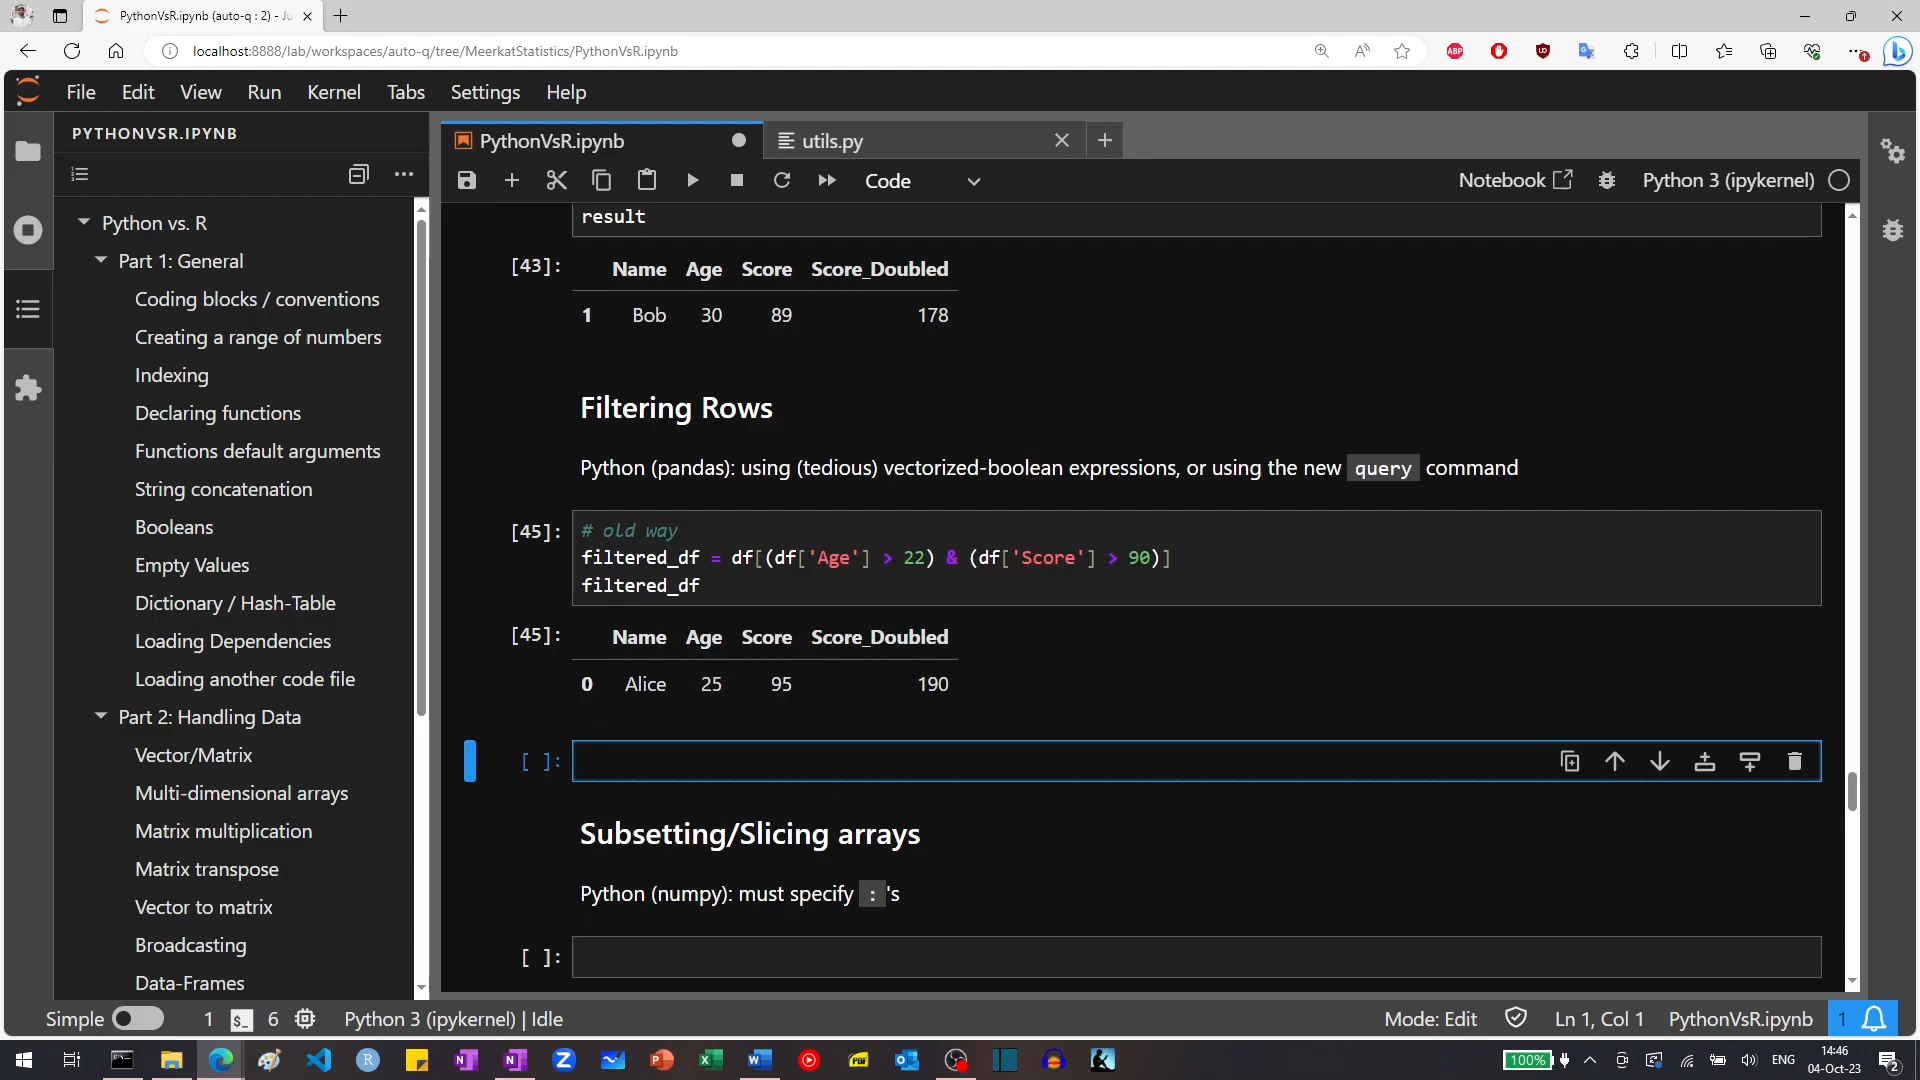 PythonVsR.ipynb (auto-q : 2) - Ju
localhost:8888/lab/workspaces/auto-q/tree/MeerkatStatistics/PythonVsR.ipynb
File Edit View Run Kernel Tabs Settings Help
PYTHONVSR.IPYNB
PythonVsR.ipynb
utils.py
Code
Notebook
Python 3 (ipykernel)
Python vs. R
Part 1: General
Coding blocks / conventions
Creating a range of numbers
Indexing
Declaring functions
Functions default arguments
String concatenation
Booleans
Empty Values
Dictionary / Hash-Table
Loading Dependencies
Loading another code file
Part 2: Handling Data
Vector/Matrix
Multi-dimensional arrays
Matrix multiplication
Matrix transpose
Vector to matrix
Broadcasting
Data-Frames
result
[43]:
Name Age Score Score_Doubled
1 Bob 30 89 178
Filtering Rows
Python (pandas): using (tedious) vectorized-boolean expressions, or using the new query command
[45]:
# old way
filtered_df = df[(df['Age'] > 22) & (df['Score'] > 90)]
filtered_df
[45]:
Name Age Score Score_Doubled
0 Alice 25 95 190
[ ]:
Subsetting/Slicing arrays
Python (numpy): must specify :'s
[ ]:
Simple 1 $_ 6 Python 3 (ipykernel) | Idle
Mode: Edit Ln 1, Col 1 PythonVsR.ipynb 1
100% ENG
14:46
04-Oct-23
2